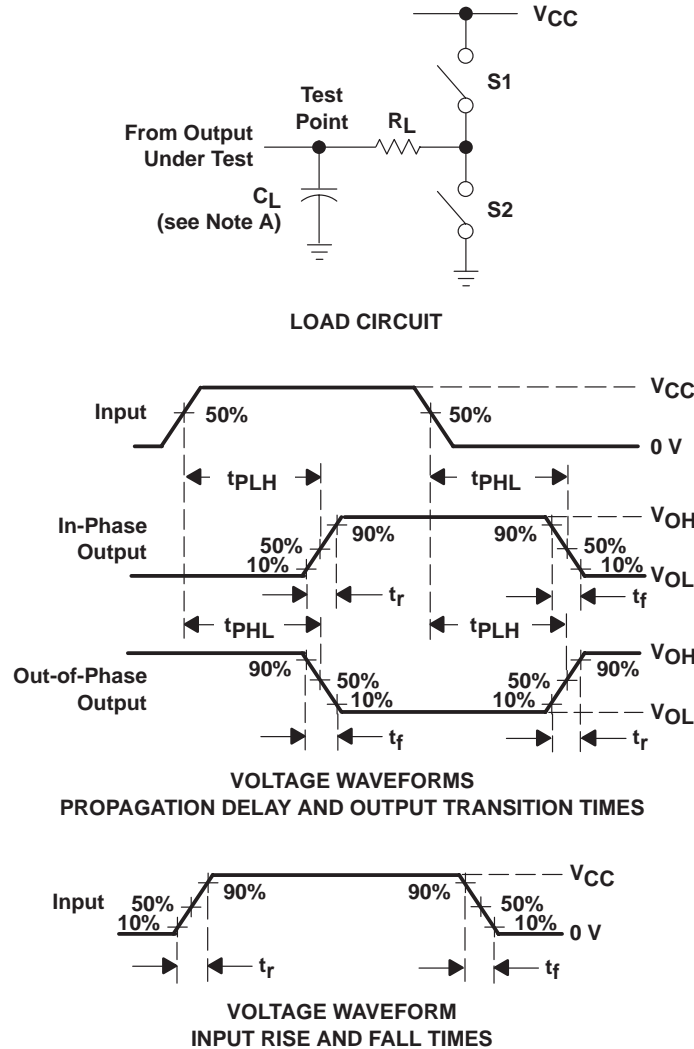 VCC
S1
Test
Point
RL
From Output
Under Test
CL
(see Note A)
S2
LOAD CIRCUIT
VCC
Input
50%
50%
0 V
tPLH
tPHL
In-Phase
Output
VOH
90%
90%
50%
50%
10%
10%
VOL
tr
tf
tPHL
tPLH
Out-of-Phase
Output
VOH
90%
90%
50%
50%
10%
10%
VOL
tf
tr
VOLTAGE WAVEFORMS
PROPAGATION DELAY AND OUTPUT TRANSITION TIMES
VCC
Input
90%
90%
50%
50%
10%
10%
0 V
tr
tf
VOLTAGE WAVEFORM
INPUT RISE AND FALL TIMES